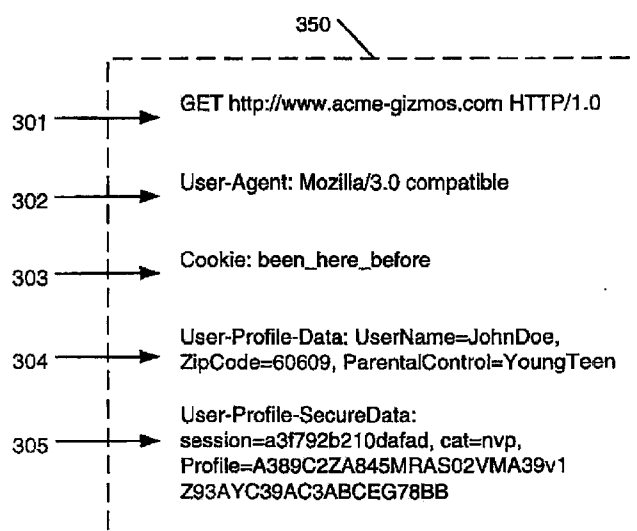 350
301
GET http://www.acme-gizmos.com HTTP/1.0
302
User-Agent: Mozilla/3.0 compatible
303
Cookie: been_here_before
304
User-Profile-Data: UserName=JohnDoe,
ZipCode=60609, ParentalControl=YoungTeen
305
User-Profile-SecureData:
session=a3f792b210dafad, cat=nvp,
Profile=A389C2ZA845MRAS02VMA39v1
Z93AYC39AC3ABCEG78BB